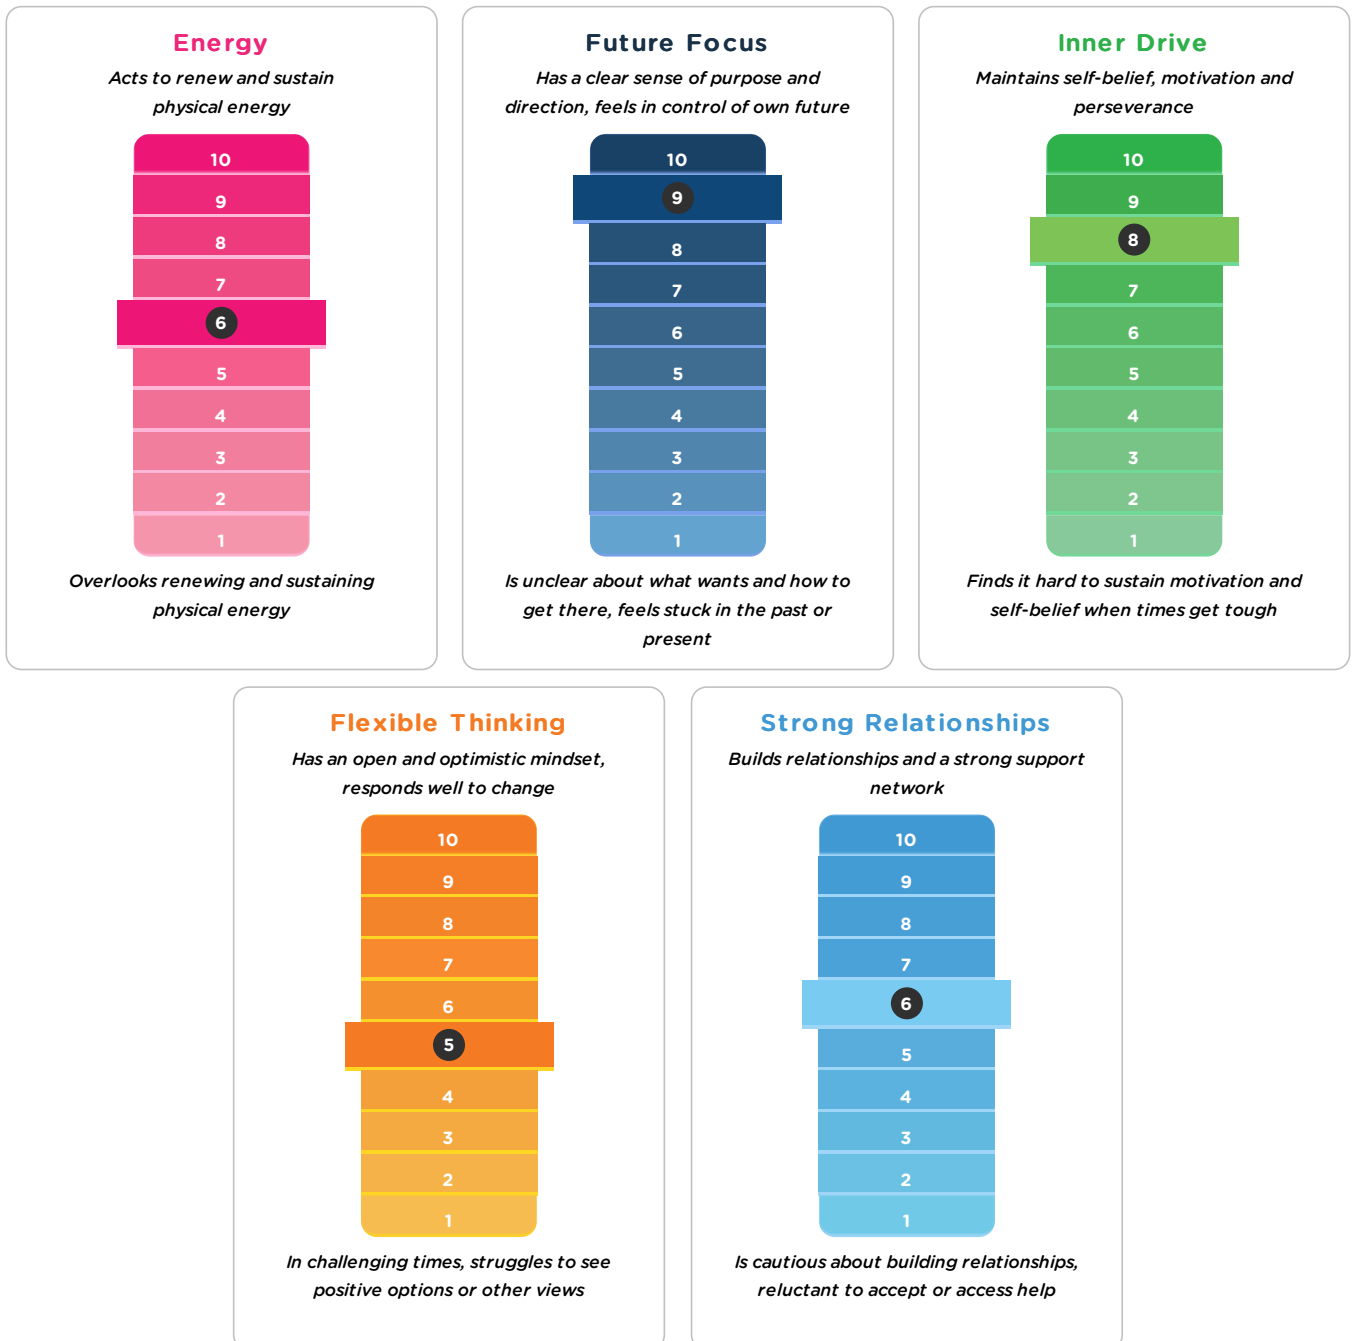 Energy
Acts to renew and sustain
physical energy
10
9
8
7
6
5
4
3
2
1
Overlooks renewing and sustaining
physical energy
Future Focus
Has a clear sense of purpose and
direction, feels in control of own future
10
9
8
7
6
5
4
3
2
1
Is unclear about what wants and how to
get there, feels stuck in the past or
present
Inner Drive
Maintains self-belief, motivation and
perseverance
10
9
8
7
6
5
4
3
2
1
Finds it hard to sustain motivation and
self-belief when times get tough
Flexible Thinking
Has an open and optimistic mindset,
responds well to change
10
9
8
7
6
5
4
3
2
1
In challenging times, struggles to see
positive options or other views
Strong Relationships
Builds relationships and a strong support
network
10
9
8
7
6
5
4
3
2
1
Is cautious about building relationships,
reluctant to accept or access help